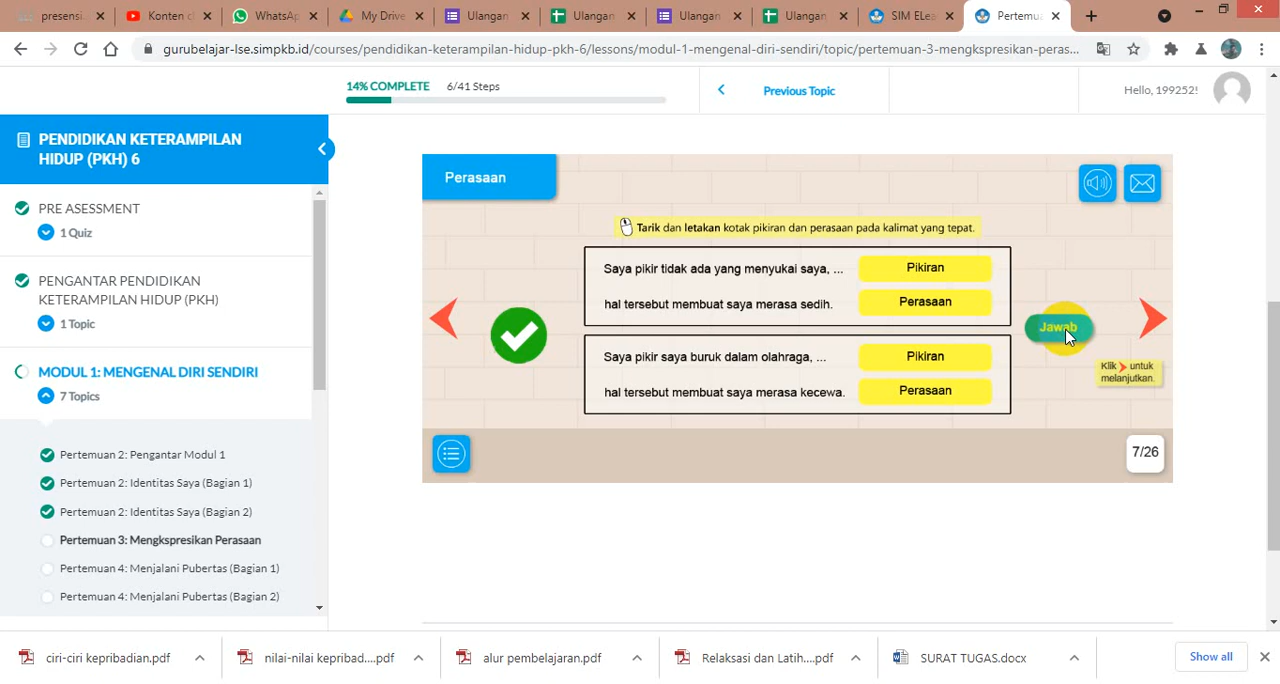 presensi
Konten c
WhatsAp
My Drive
Ulangan
Ulangan
Ulangan
Ulangan
SIM ELea
Pertemu
gurubelajar-lse.simpkb.id/courses/pendidikan-keterampilan-hidup-pkh-6/lessons/modul-1-mengenal-diri-sendiri/topic/pertemuan-3-mengkspresikan-peras...
14% COMPLETE 6/41 Steps
Previous Topic
Hello, 199252!
PENDIDIKAN KETERAMPILAN
HIDUP (PKH) 6
PRE ASESSMENT
1 Quiz
PENGANTAR PENDIDIKAN
KETERAMPILAN HIDUP (PKH)
1 Topic
MODUL 1: MENGENAL DIRI SENDIRI
7 Topics
Pertemuan 2: Pengantar Modul 1
Pertemuan 2: Identitas Saya (Bagian 1)
Pertemuan 2: Identitas Saya (Bagian 2)
Pertemuan 3: Mengkspresikan Perasaan
Pertemuan 4: Menjalani Pubertas (Bagian 1)
Pertemuan 4: Menjalani Pubertas (Bagian 2)
Perasaan
Tarik dan letakan kotak pikiran dan perasaan pada kalimat yang tepat.
Saya pikir tidak ada yang menyukai saya, ... Pikiran
hal tersebut membuat saya merasa sedih. Perasaan
Saya pikir saya buruk dalam olahraga, ... Pikiran
hal tersebut membuat saya merasa kecewa. Perasaan
Jawab
Klik untuk
melanjutkan.
7/26
ciri-ciri kepribadian.pdf
nilai-nilai kepribad....pdf
alur pembelajaran.pdf
Relaksasi dan Latih....pdf
SURAT TUGAS.docx
Show all